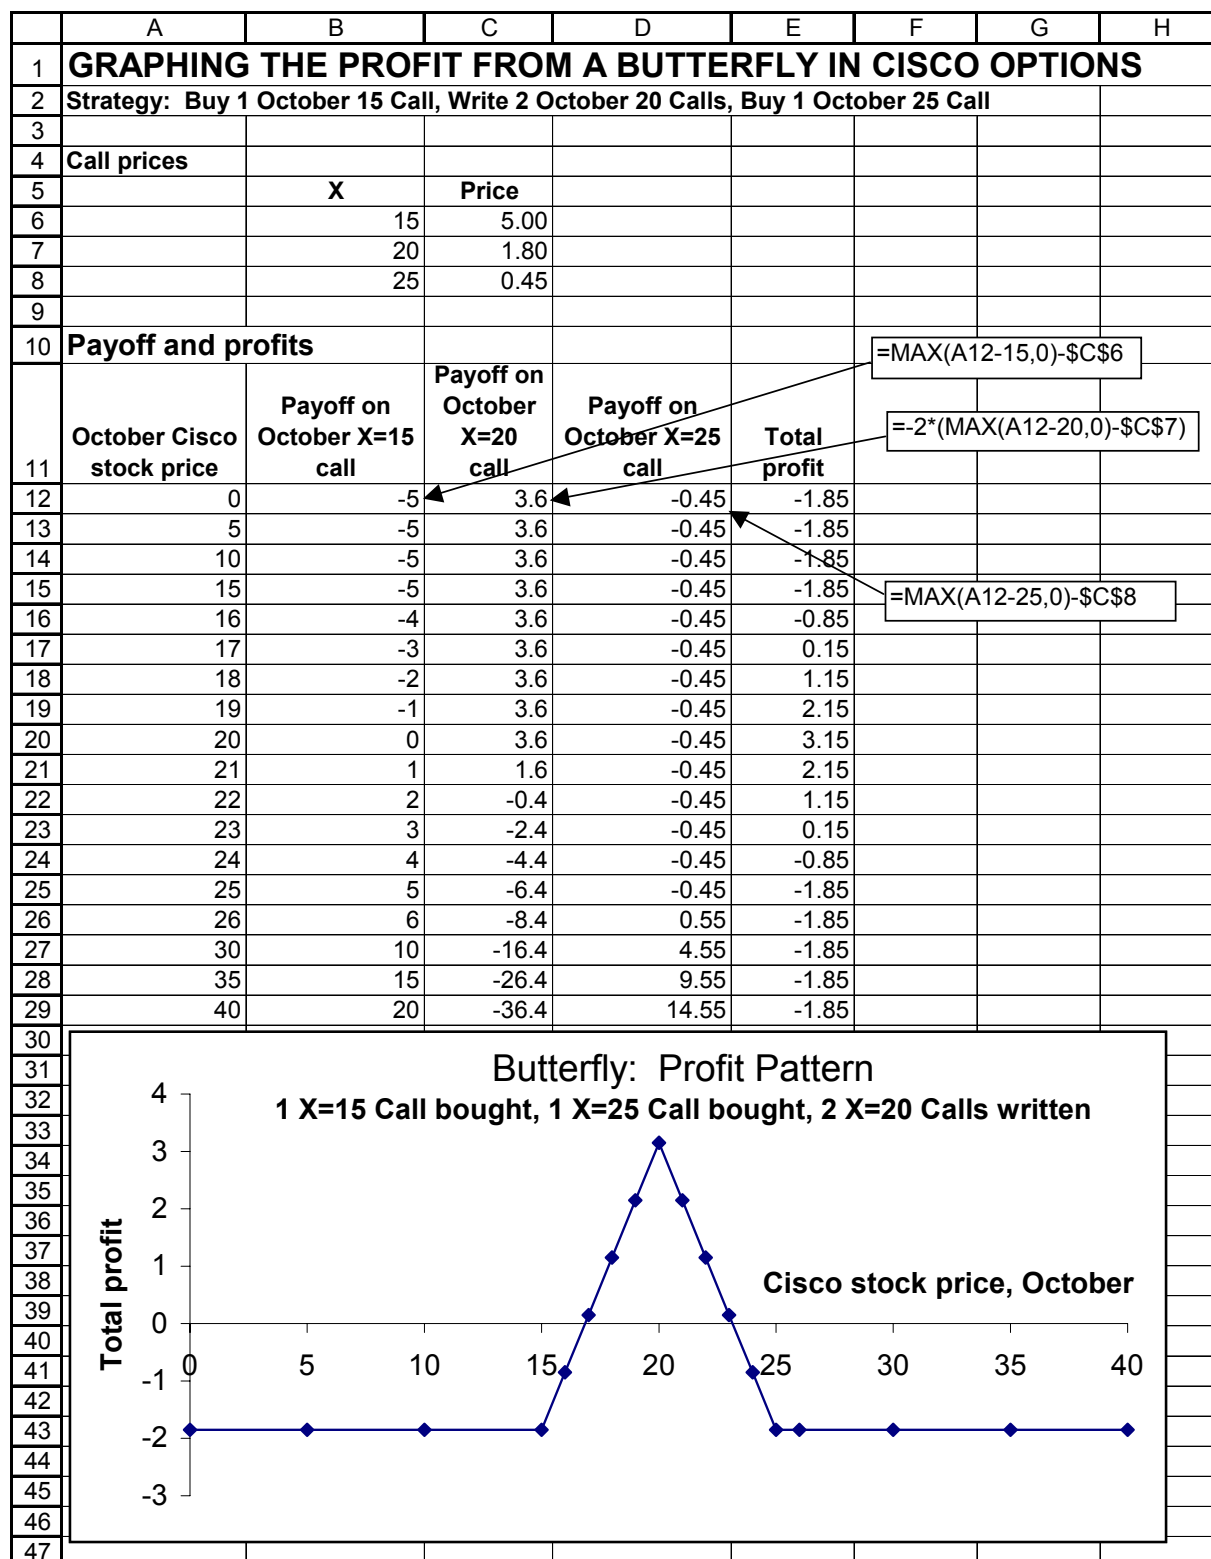 A B C D E F G H
1 GRAPHING THE PROFIT FROM A BUTTERFLY IN CISCO OPTIONS
2 Strategy: Buy 1 October 15 Call, Write 2 October 20 Calls, Buy 1 October 25 Call
3
4 Call prices
5 X Price
6 15 5.00
7 20 1.80
8 25 0.45
9
10 Payoff and profits
=MAX(A12-15,0)-$C$6
11 October Cisco stock price Payoff on October X=15 call Payoff on October X=20 call Payoff on October X=25 call Total profit
=-2*(MAX(A12-20,0)-$C$7)
12 0 -5 3.6 -0.45 -1.85
13 5 -5 3.6 -0.45 -1.85
14 10 -5 3.6 -0.45 -1.85
15 15 -5 3.6 -0.45 -1.85
=MAX(A12-25,0)-$C$8
16 16 -4 3.6 -0.45 -0.85
17 17 -3 3.6 -0.45 0.15
18 18 -2 3.6 -0.45 1.15
19 19 -1 3.6 -0.45 2.15
20 20 0 3.6 -0.45 3.15
21 21 1 1.6 -0.45 2.15
22 22 2 -0.4 -0.45 1.15
23 23 3 -2.4 -0.45 0.15
24 24 4 -4.4 -0.45 -0.85
25 25 5 -6.4 -0.45 -1.85
26 26 6 -8.4 0.55 -1.85
27 30 10 -16.4 4.55 -1.85
28 35 15 -26.4 9.55 -1.85
29 40 20 -36.4 14.55 -1.85
30
31
32
33
34
35
36
37
38
39
40
41
42
43
44
45
46
47
Butterfly: Profit Pattern
1 X=15 Call bought, 1 X=25 Call bought, 2 X=20 Calls written
Total profit
4
3
2
1
0
-1
-2
-3
Cisco stock price, October
0 5 10 15 20 25 30 35 40